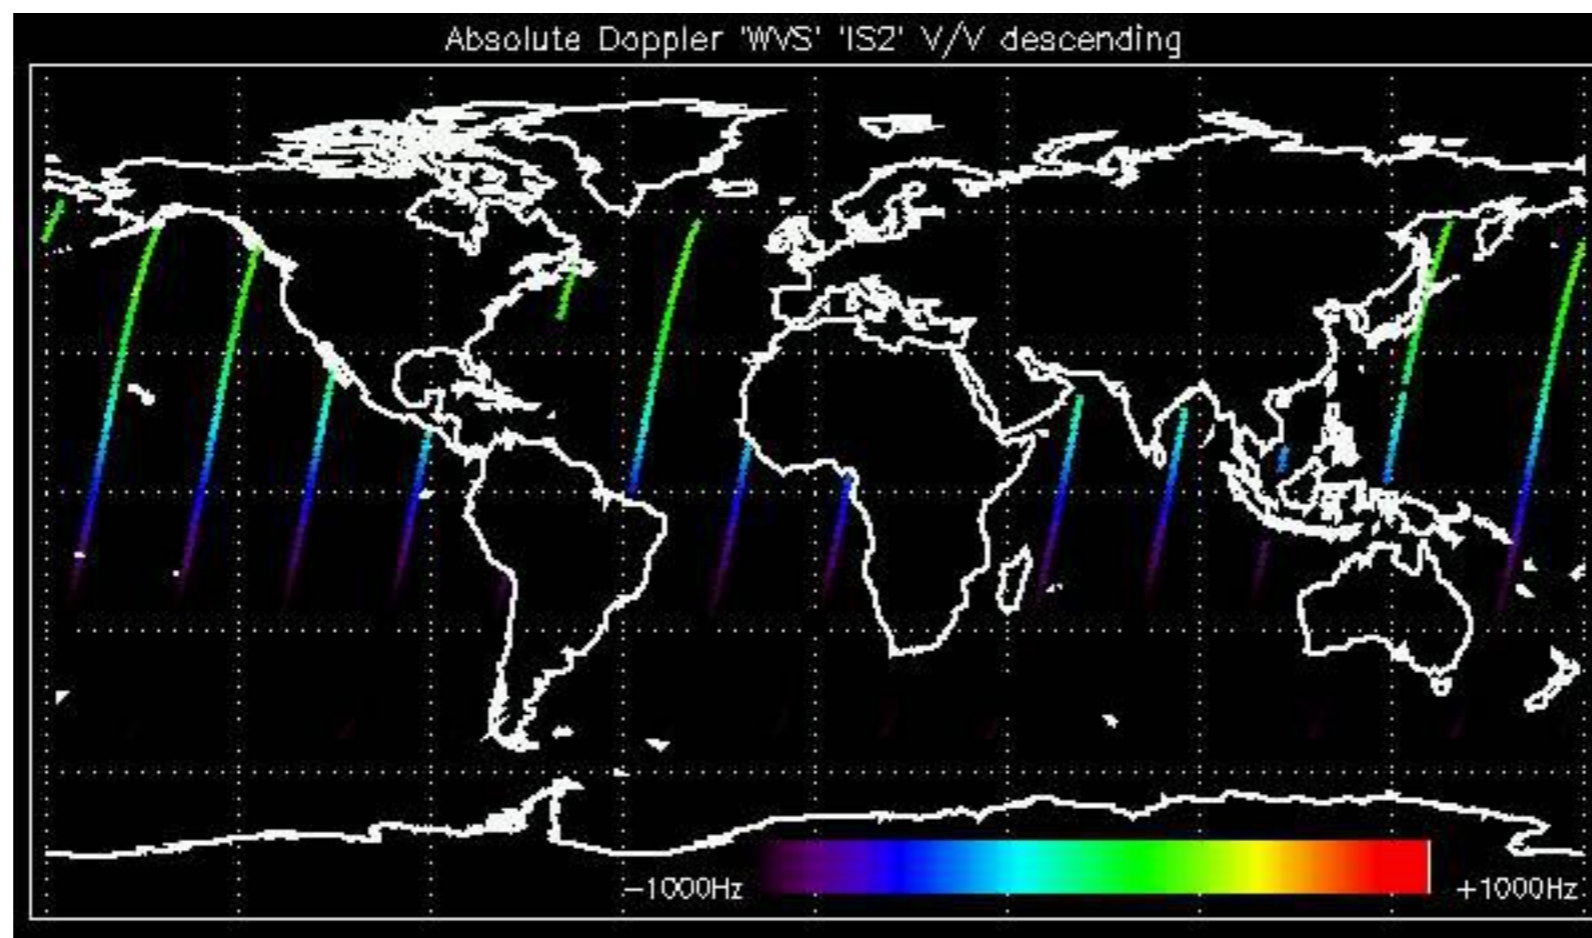 Absolute Doppler 'WVS' 'IS2' V/V descending
−1000Hz +1000Hz